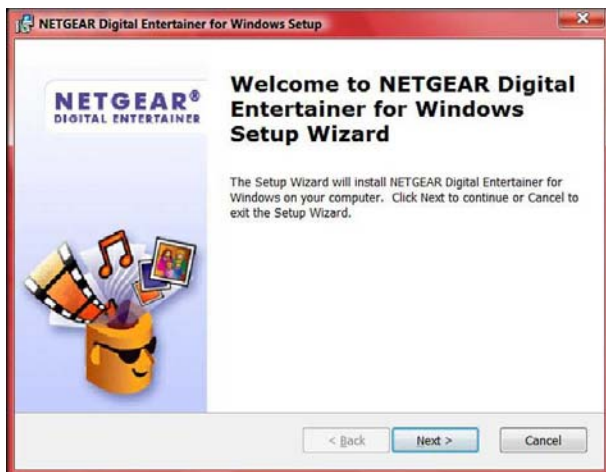 NETGEAR Digital Entertainer for Windows Setup
NETGEAR®
DIGITAL ENTERTAINER
Welcome to NETGEAR Digital
Entertainer for Windows
Setup Wizard
The Setup Wizard will install NETGEAR Digital Entertainer for
Windows on your computer. Click Next to continue or Cancel to
exit the Setup Wizard.
< Back
Next >
Cancel